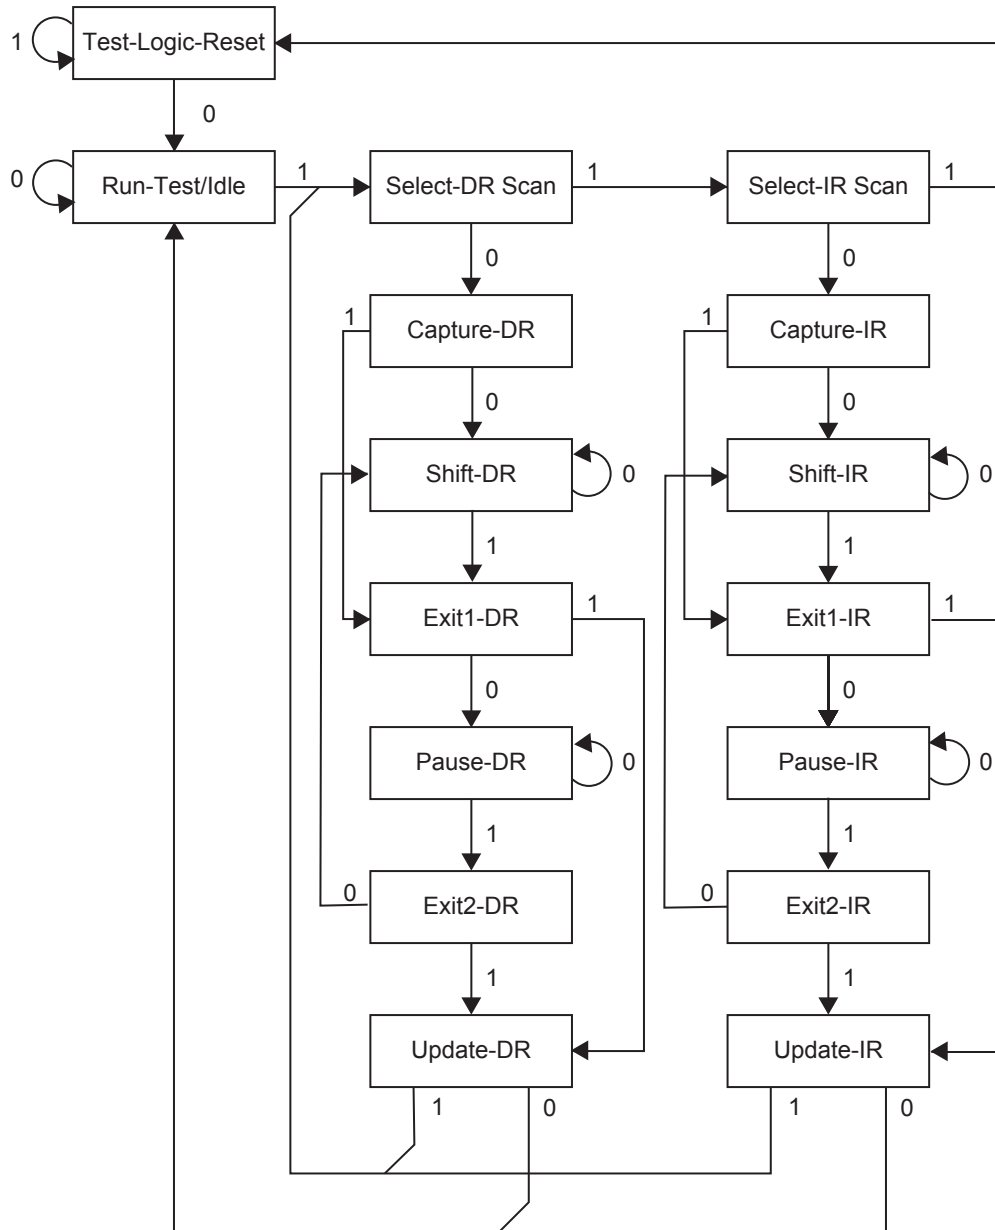 1 Test-Logic-Reset
0
0 Run-Test/Idle 1 Select-DR Scan 1 Select-IR Scan 1
0 0
1 Capture-DR 1 Capture-IR
0 0
Shift-DR 0 Shift-IR 0
1 1
Exit1-DR 1 Exit1-IR 1
0 0
Pause-DR 0 Pause-IR 0
1 1
0 Exit2-DR 0 Exit2-IR
1 1
Update-DR Update-IR
1 0 1 0